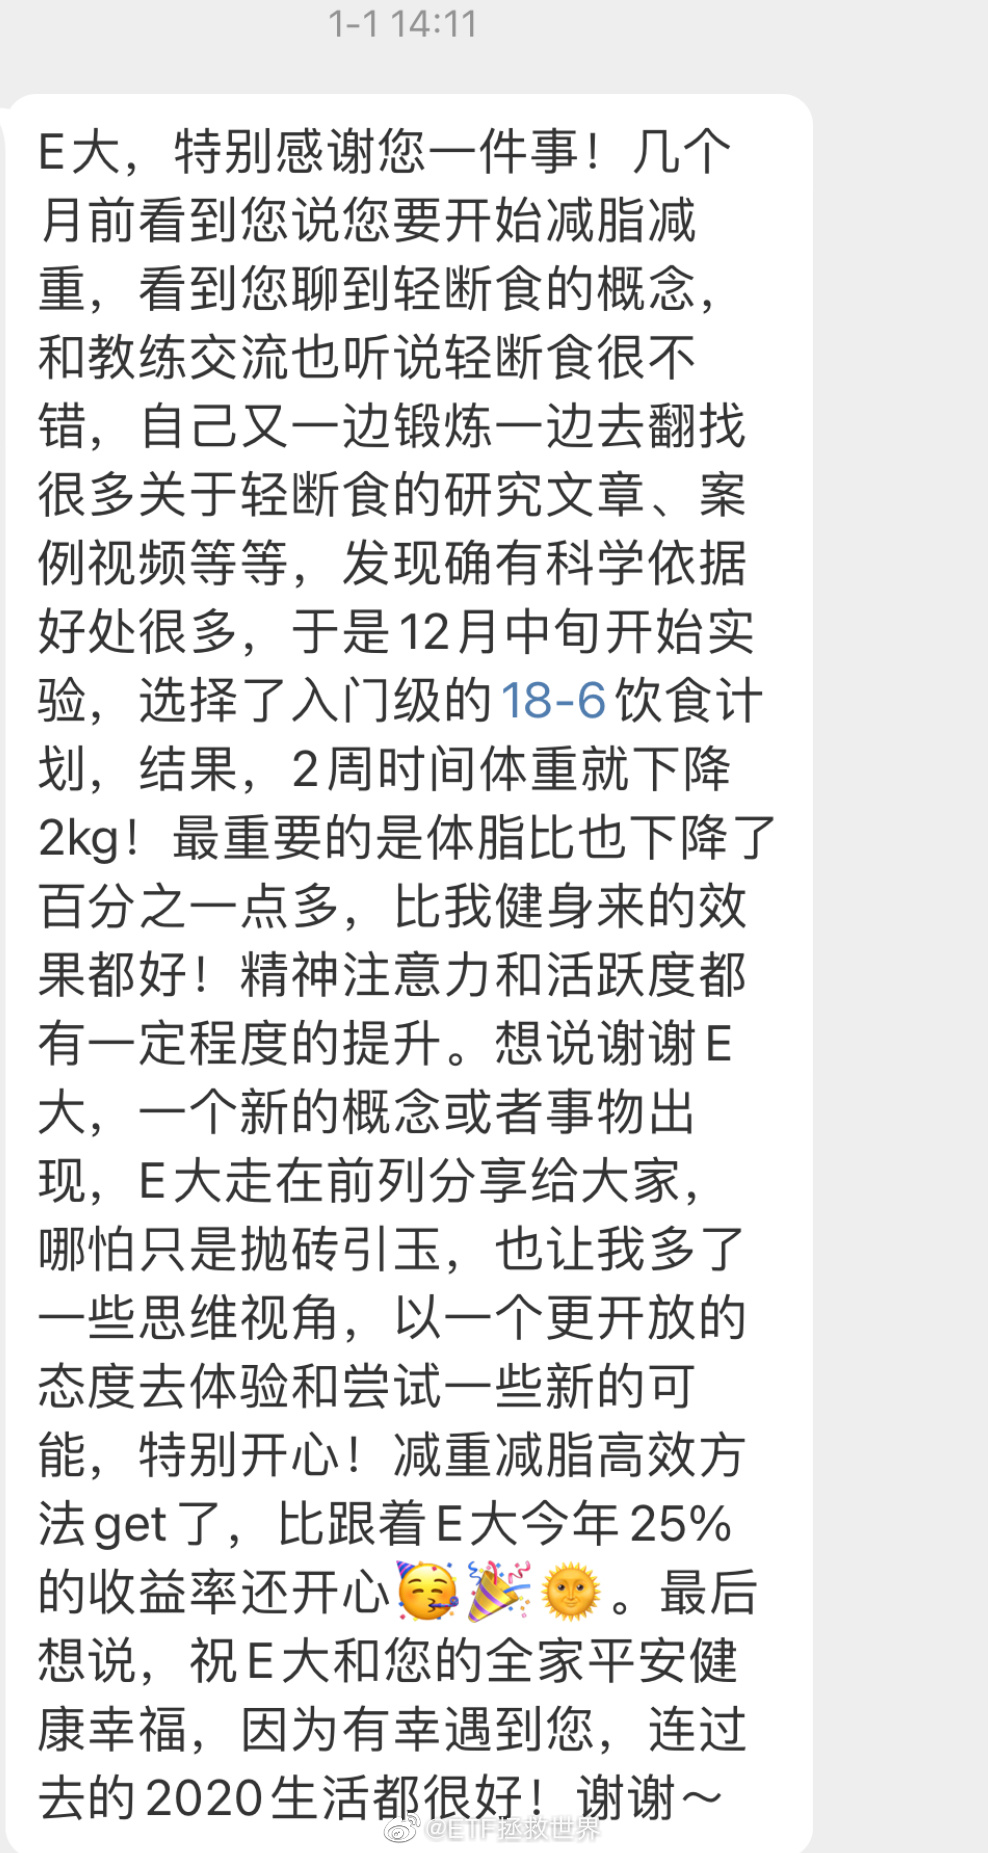 1-1 14:11
E大，特别感谢您一件事！几个
月前看到您说您要开始减脂减
重，看到您聊到轻断食的概念，
和教练交流也听说轻断食很不
错，自己又一边锻炼一边去翻找
很多关于轻断食的研究文章、案
例视频等等，发现确有科学依据
好处很多，于是12月中旬开始实
验，选择了入门级的18-6饮食计
划，结果，2周时间体重就下降
2kg！最重要的是体脂比也下降了
百分之一点多，比我健身来的效
果都好！精神注意力和活跃度都
有一定程度的提升。想说谢谢E
大，一个新的概念或者事物出
现，E大走在前列分享给大家，
哪怕只是抛砖引玉，也让我多了
一些思维视角，以一个更开放的
态度去体验和尝试一些新的可
能，特别开心！减重减脂高效方
法get了，比跟着E大今年25%
的收益率还开心🥳🎉🌞。最后
想说，祝E大和您的全家平安健
康幸福，因为有幸遇到您，连过
去的2020生活都很好！谢谢～
@ETF拯救世界